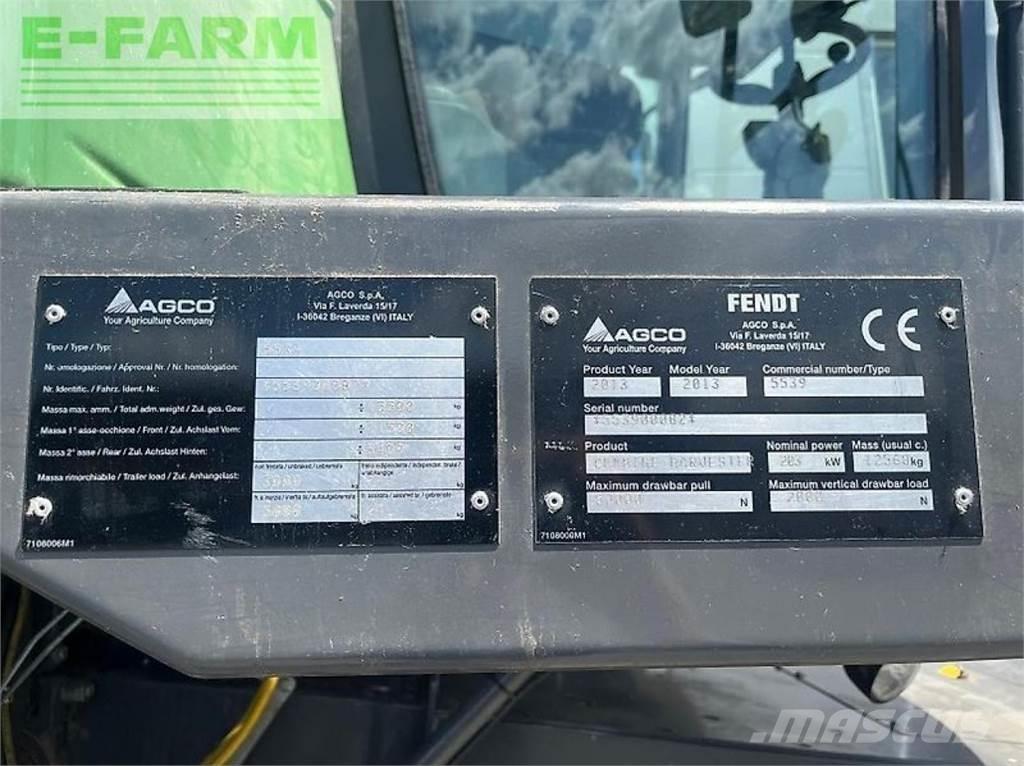 E-FARM
AGCO
Your Agriculture Company
AGCO S.p.A.
Via F. Laverda 15/17
I-36042 Breganze (VI) ITALY
Tipo / Type / Typ:
Nr. omologazione / Approval Nr / Nr. homologation:
Nr. Identific. / Fahrz. Ident. Nr.:
Massa max. amm. / Total adm.weight / Zul. ges. Gew:
kg
Massa 1° asse-occhione / Front / Zul. Achslast Vorn:
kg
Massa 2° asse / Rear / Zul. Achslast Hinten:
kg
Massa rimorchiabile / Trailer load / Zul. Anhangelast:
7108006M1
FENDT
AGCO
Your Agriculture Company
AGCO S.p.A.
Via F. Laverda 15/17
I-36042 Breganze (VI) ITALY
CE
Product Year Model Year Commercial number/Type
2013 2013 5539
Serial number
Product Nominal power Mass (usual c.)
COMBINE HARVESTER 203 kW kg
Maximum drawbar pull Maximum vertical drawbar load
N 2000 N
7108006M1
MASCUS